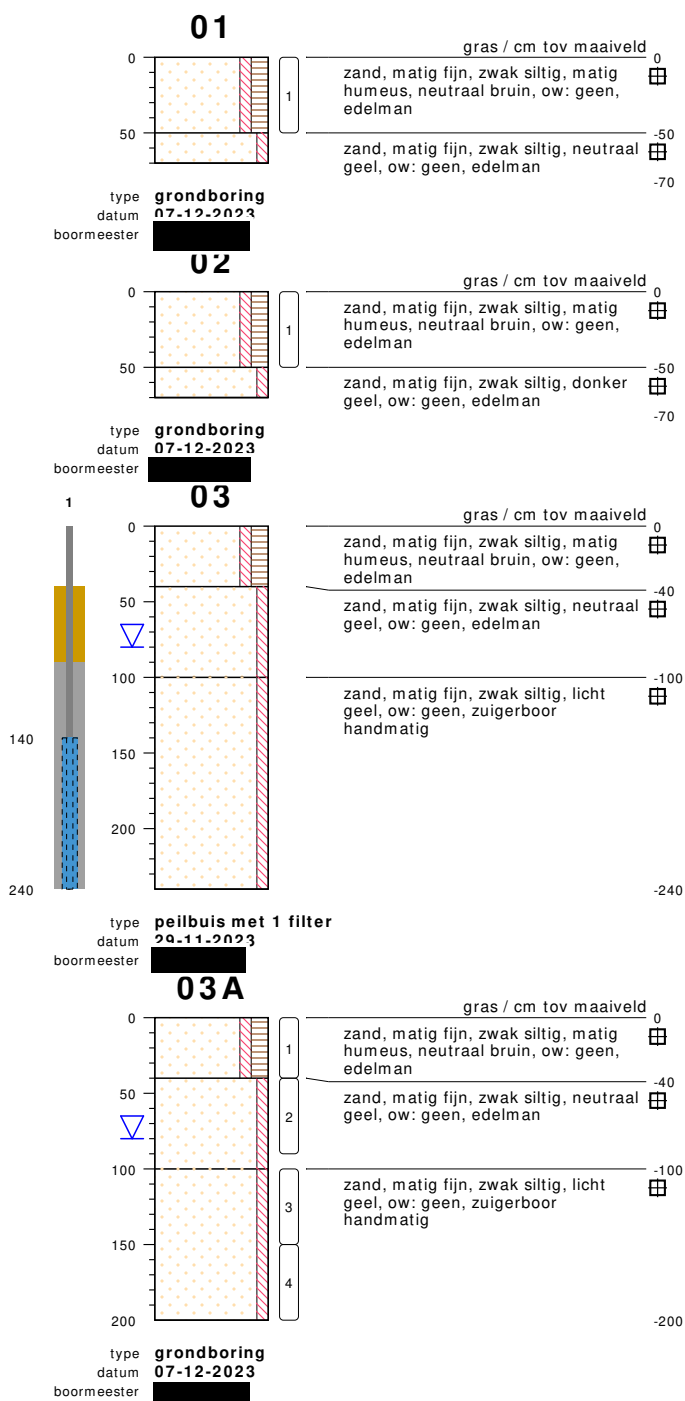 01
gras / cm tov maaiveld
0
0
zand, matig fijn, zwak siltig, matig
humeus, neutraal bruin, ow: geen,
edelman
1
50
-50
zand, matig fijn, zwak siltig, neutraal
geel, ow: geen, edelman
-70
type grondboring
datum 07-12-2023
boormeester
02
gras / cm tov maaiveld
0
0
zand, matig fijn, zwak siltig, matig
humeus, neutraal bruin, ow: geen,
edelman
1
50
-50
zand, matig fijn, zwak siltig, donker
geel, ow: geen, edelman
-70
type grondboring
datum 07-12-2023
boormeester
03
1
gras / cm tov maaiveld
0
0
zand, matig fijn, zwak siltig, matig
humeus, neutraal bruin, ow: geen,
edelman
-40
50
zand, matig fijn, zwak siltig, neutraal
geel, ow: geen, edelman
100
-100
zand, matig fijn, zwak siltig, licht
geel, ow: geen, zuigerboor
handmatig
140
150
200
240
-240
type peilbuis met 1 filter
datum 29-11-2023
boormeester
03A
gras / cm tov maaiveld
0
0
zand, matig fijn, zwak siltig, matig
humeus, neutraal bruin, ow: geen,
edelman
1
-40
50
zand, matig fijn, zwak siltig, neutraal
geel, ow: geen, edelman
2
100
-100
zand, matig fijn, zwak siltig, licht
geel, ow: geen, zuigerboor
handmatig
3
150
4
200
-200
type grondboring
datum 07-12-2023
boormeester